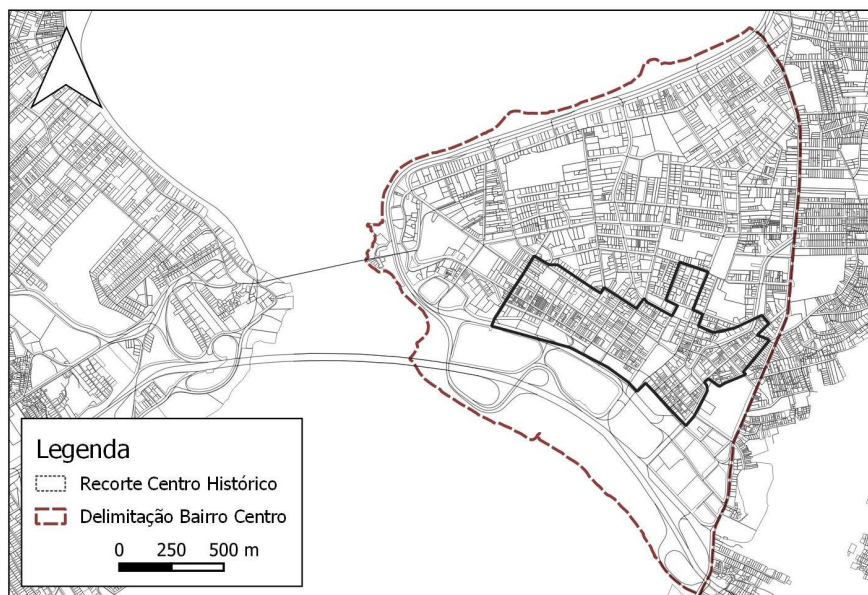 Legenda
Recorte Centro Histórico
Delimitação Bairro Centro
0 250 500 m